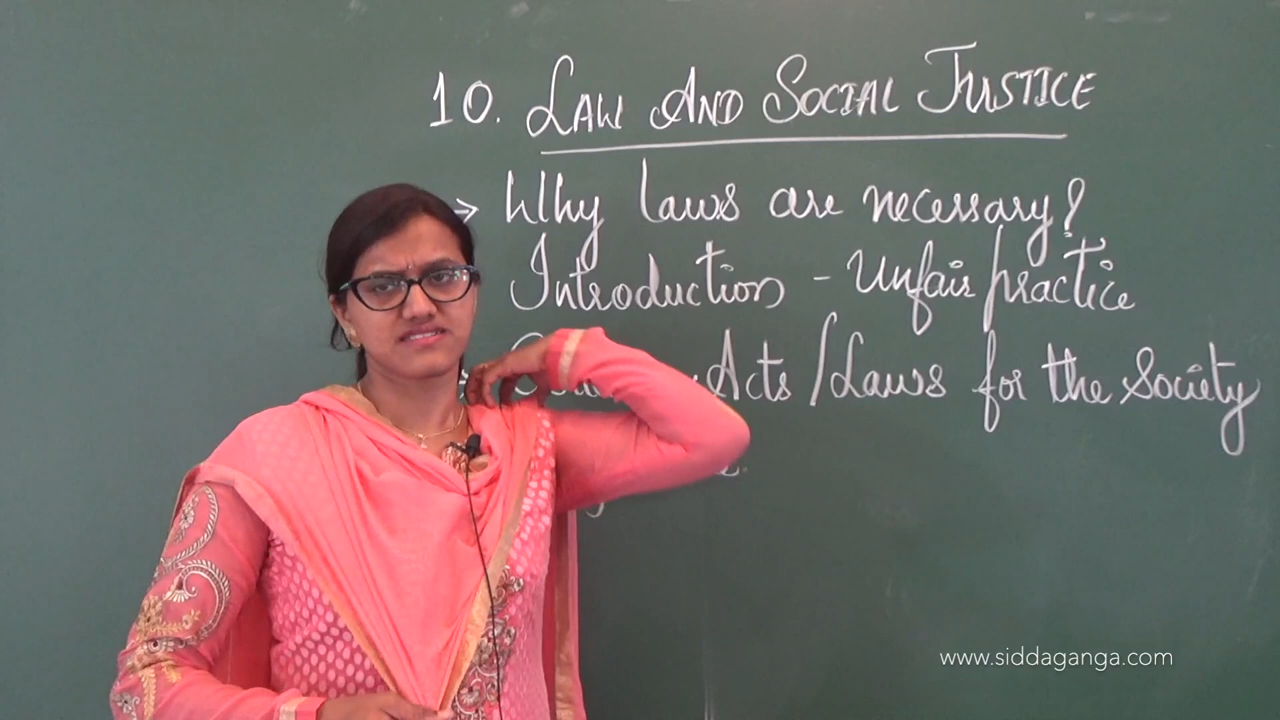 10. LAW AND SOCIAL JUSTICE
→ Why laws are necessary?
Introduction - Unfair practice
Acts / Laws for the Society
www.siddaganga.com